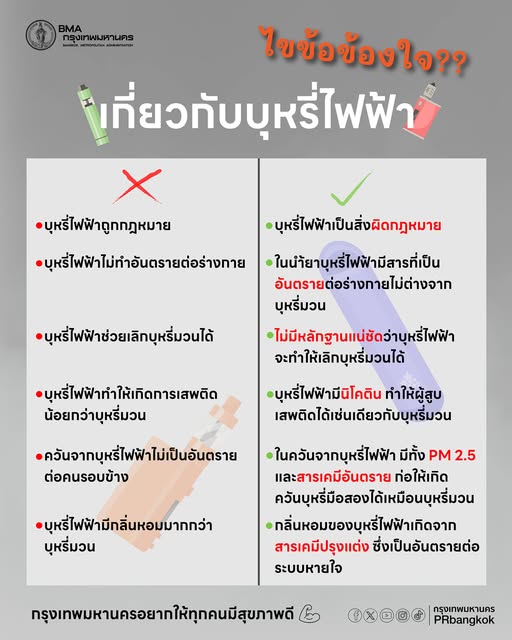 BMA
กรุงเทพมหานคร
BANGKOK METROPOLITAN ADMINISTRATION
ไขข้อข้องใจ??
เกี่ยวกับบุหรี่ไฟฟ้า
บุหรี่ไฟฟ้าถูกกฎหมาย
บุหรี่ไฟฟ้าไม่ทำอันตรายต่อร่างกาย
บุหรี่ไฟฟ้าช่วยเลิกบุหรี่มวนได้
บุหรี่ไฟฟ้าทำให้เกิดการเสพติด
น้อยกว่าบุหรี่มวน
ควันจากบุหรี่ไฟฟ้าไม่เป็นอันตราย
ต่อคนรอบข้าง
บุหรี่ไฟฟ้ามีกลิ่นหอมมากกว่า
บุหรี่มวน
บุหรี่ไฟฟ้าเป็นสิ่งผิดกฎหมาย
ในน้ำยาบุหรี่ไฟฟ้ามีสารที่เป็น
อันตรายต่อร่างกายไม่ต่างจาก
บุหรี่มวน
ไม่มีหลักฐานแน่ชัดว่าบุหรี่ไฟฟ้า
จะทำให้เลิกบุหรี่มวนได้
บุหรี่ไฟฟ้ามีนิโคติน ทำให้ผู้สูบ
เสพติดได้เช่นเดียวกับบุหรี่มวน
ในควันจากบุหรี่ไฟฟ้า มีทั้ง PM 2.5
และสารเคมีอันตราย ก่อให้เกิด
ควันบุหรี่มือสองได้เหมือนบุหรี่มวน
กลิ่นหอมของบุหรี่ไฟฟ้าเกิดจาก
สารเคมีปรุงแต่ง ซึ่งเป็นอันตรายต่อ
ระบบหายใจ
กรุงเทพมหานครอยากให้ทุกคนมีสุขภาพดี
กรุงเทพมหานคร
PRbangkok